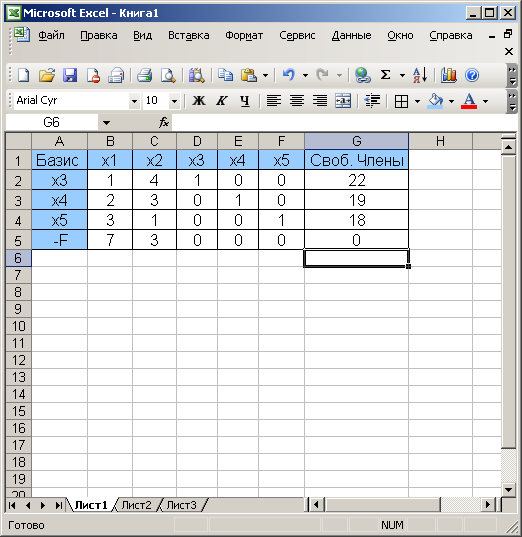 Microsoft Excel - Книга1
Файл Правка Вид Вставка Формат Сервис Данные Окно Справка
Arial Cyr 10 Ж К Ч
G6 fx
A B C D E F G H
1 Базис x1 x2 x3 x4 x5 Своб. Члены
2 x3 1 4 1 0 0 22
3 x4 2 3 0 1 0 19
4 x5 3 1 0 0 1 18
5 -F 7 3 0 0 0 0
6
7
8
9
10
11
12
13
14
15
16
17
18
19
20
Лист1 Лист2 Лист3
Готово NUM